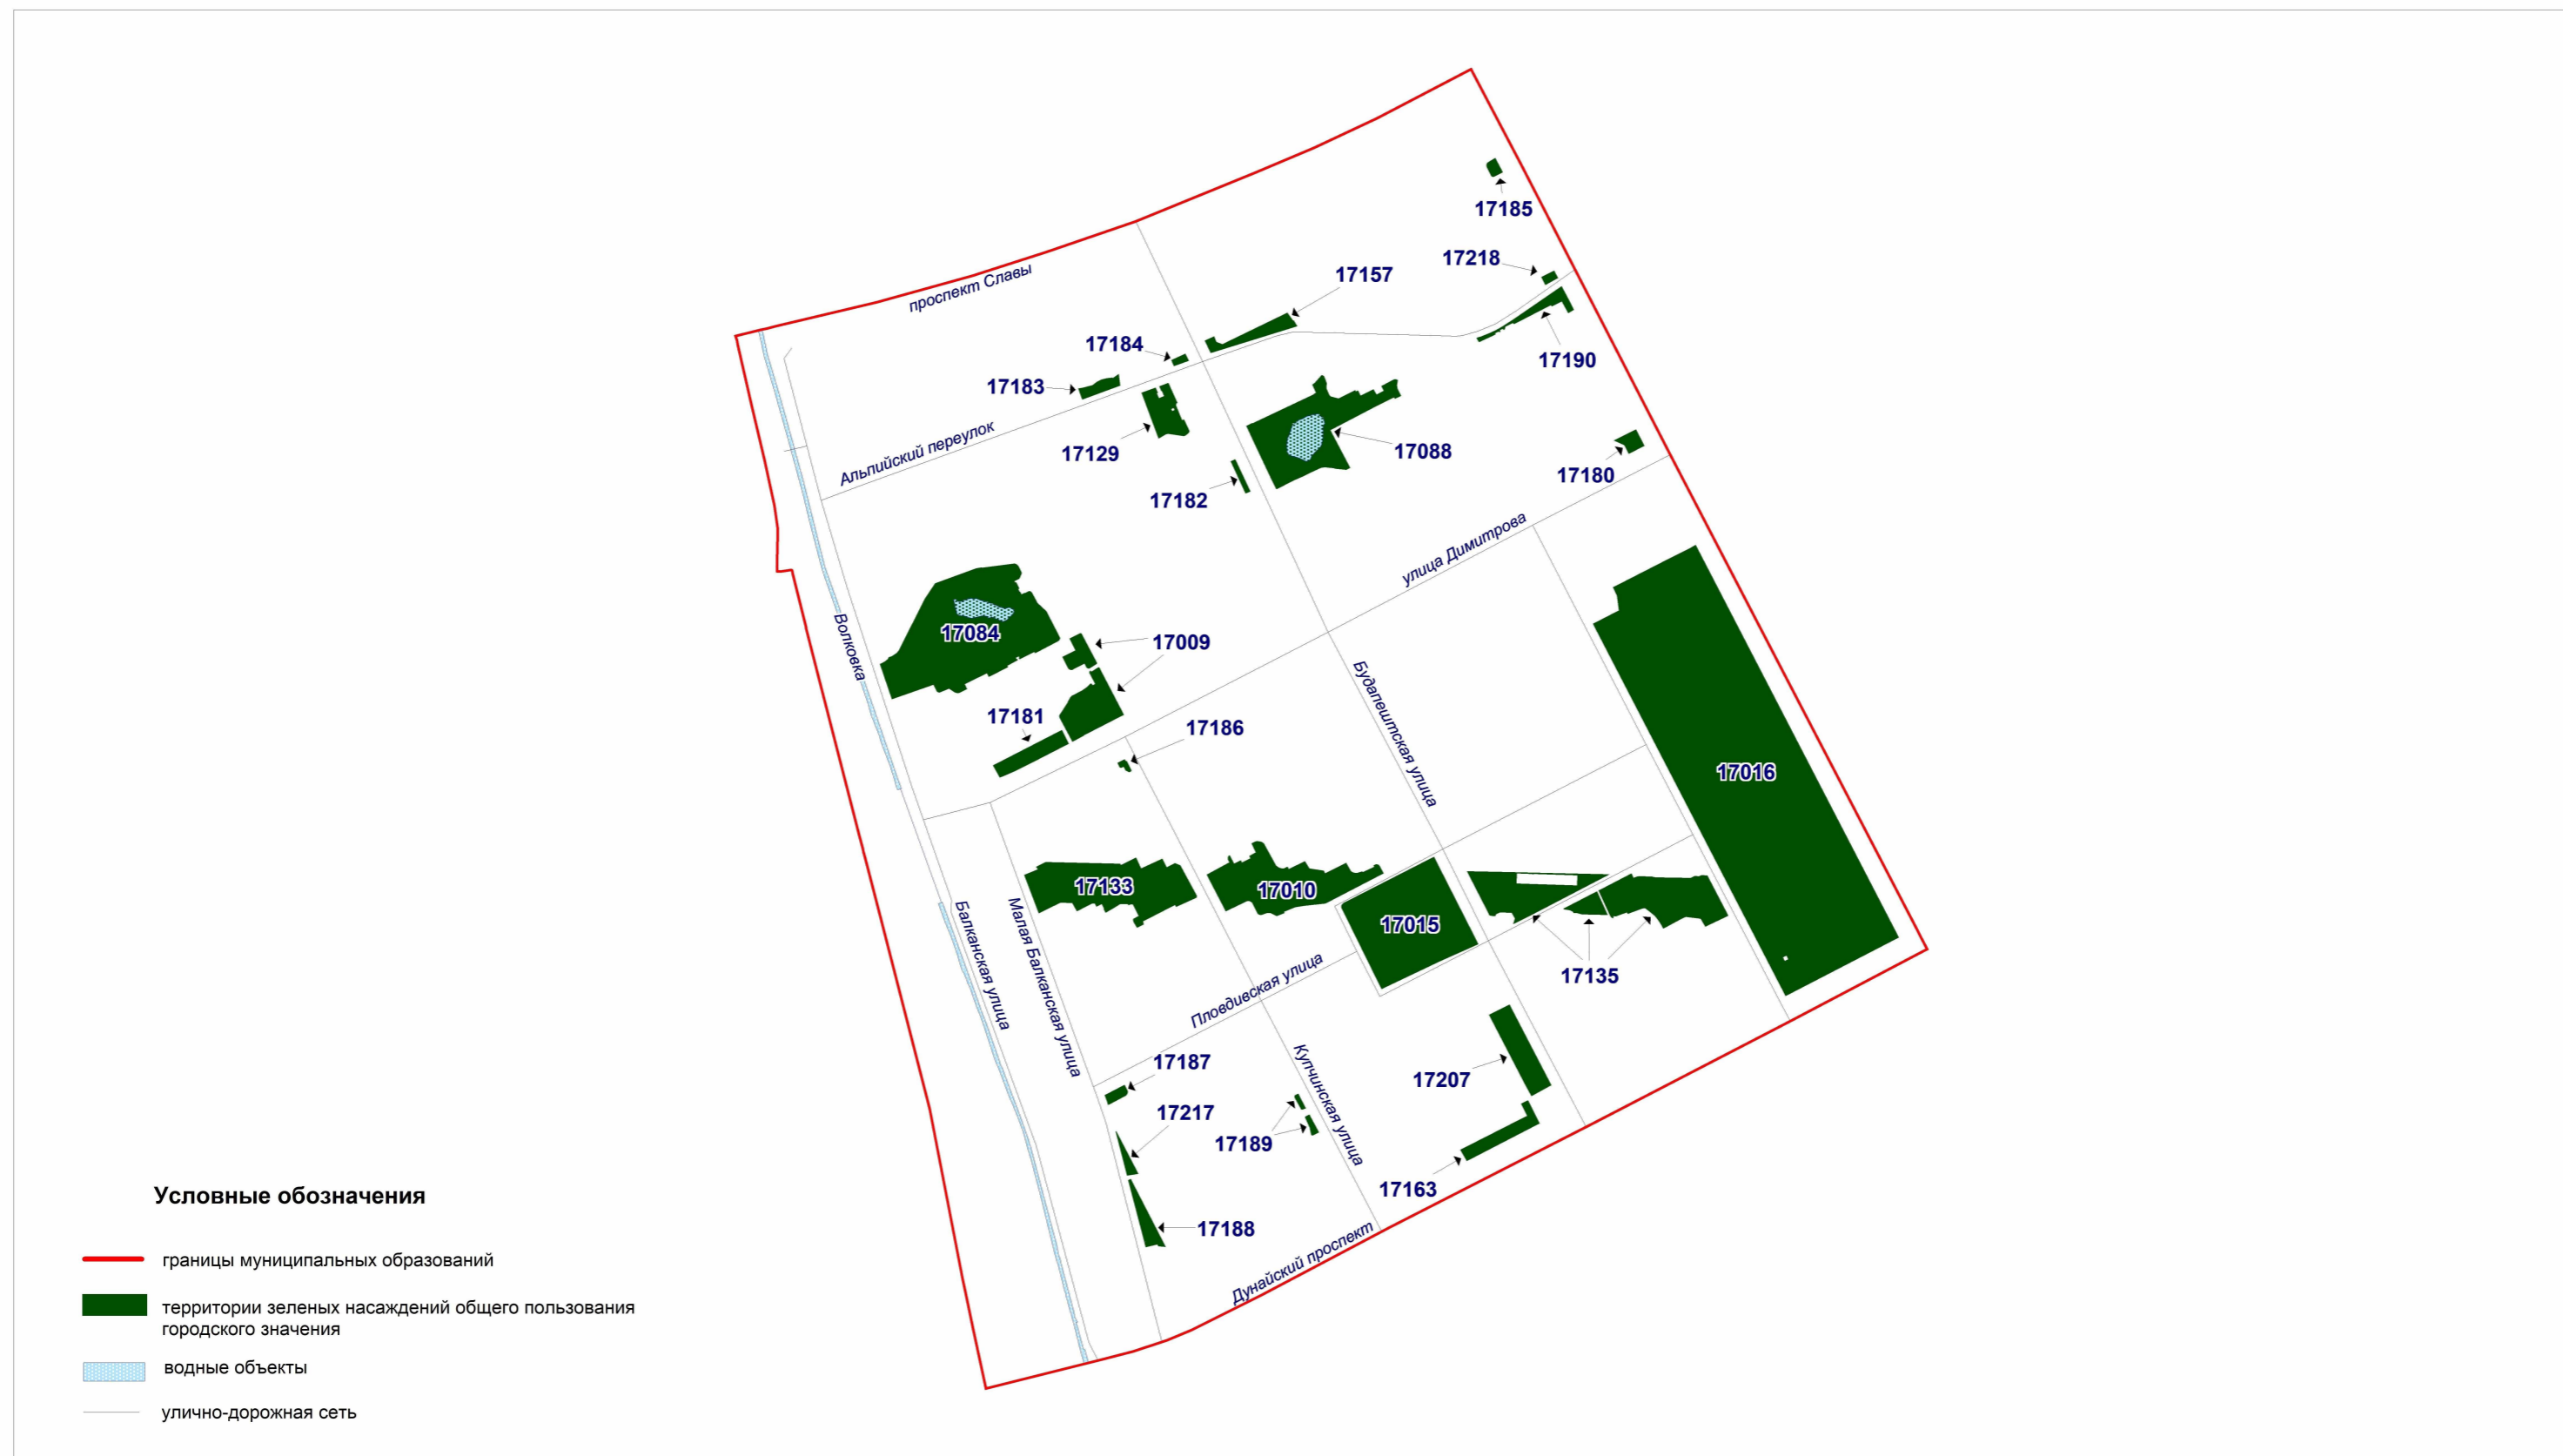 17185
17218
проспект Славы
17157
17184
17190
17183
Альпийский переулок
17129
17088
17180
17182
улица Димитрова
17084
17009
Волковка
17181
17186
Будапештская улица
17016
17133
17010
17015
17135
Балканская улица
Малая Балканская улица
Пловдивская улица
17187
17207
17217
Купчинская улица
17189
17163
17188
Дунайский проспект
Условные обозначения
границы муниципальных образований
территории зеленых насаждений общего пользования
городского значения
водные объекты
улично-дорожная сеть